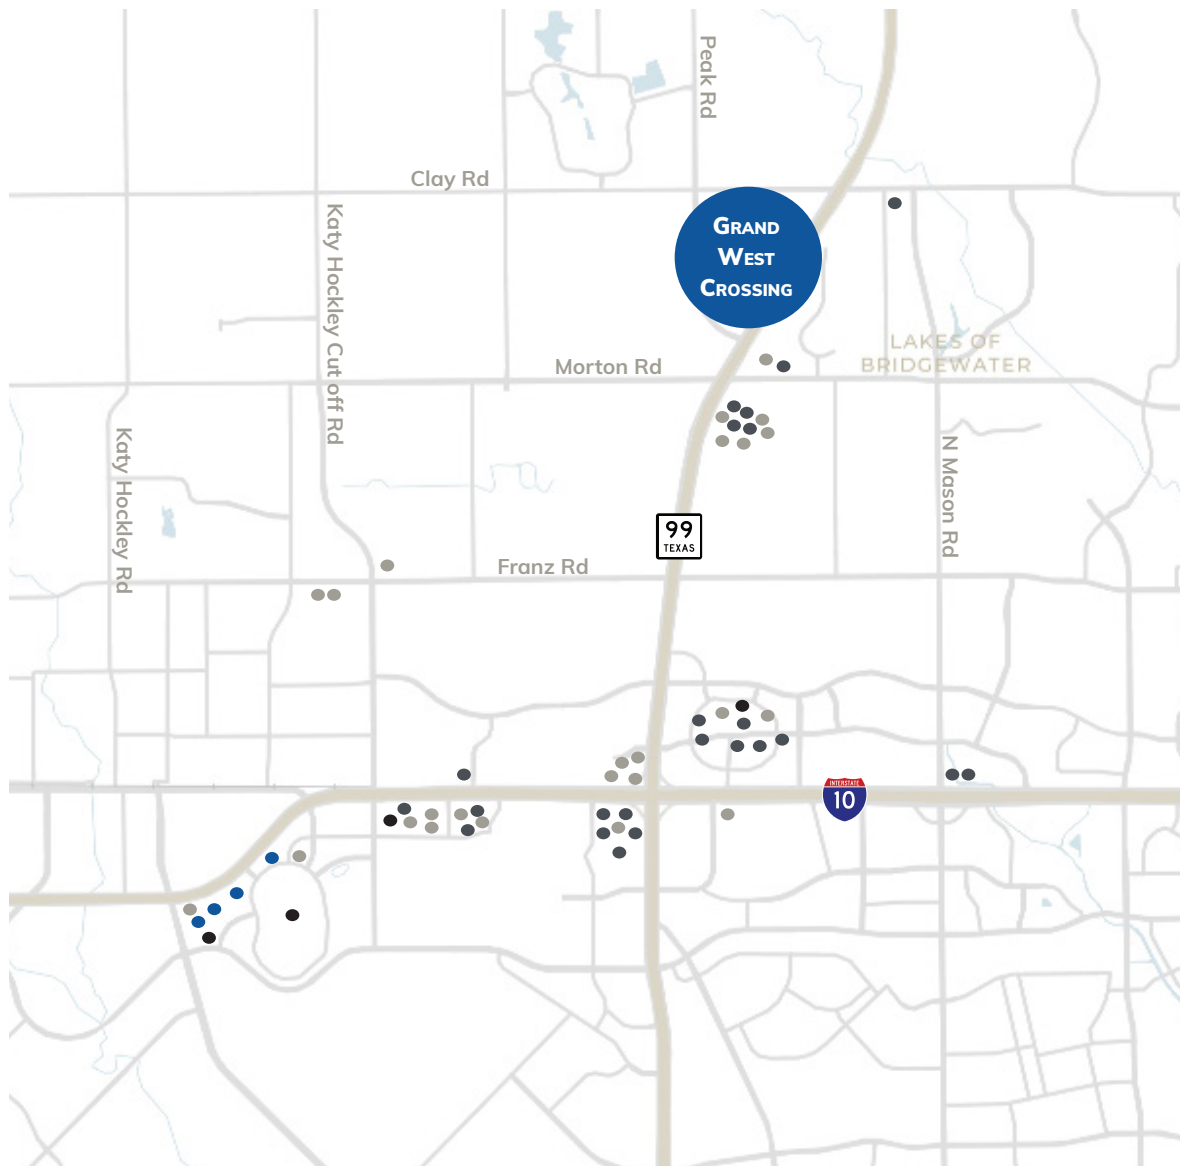 Peak Rd
Clay Rd
Katy Hockley Cut off Rd
Grand
West
Crossing
LAKES OF
BRIDGEWATER
Morton Rd
Katy Hockley Rd
N Mason Rd
99
TEXAS
Franz Rd
INTERSTATE
10